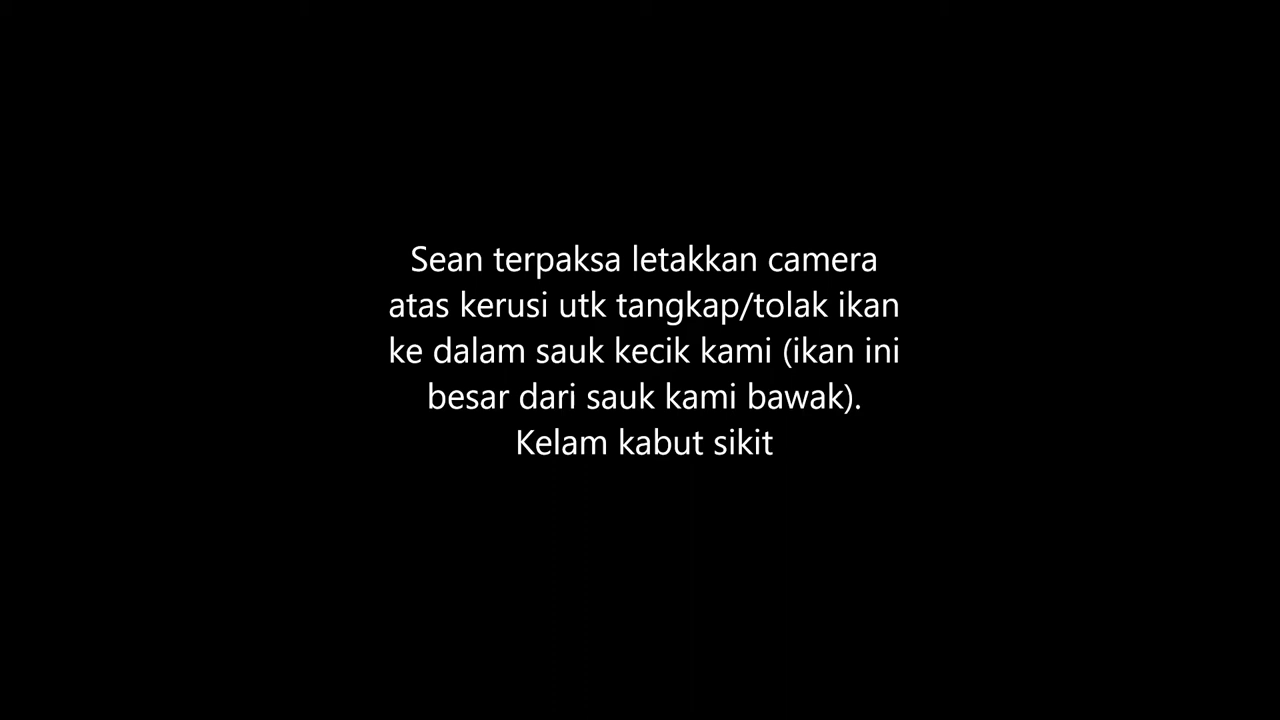 Sean terpaksa letakkan camera
atas kerusi utk tangkap/tolak ikan
ke dalam sauk kecik kami (ikan ini
besar dari sauk kami bawak).
Kelam kabut sikit